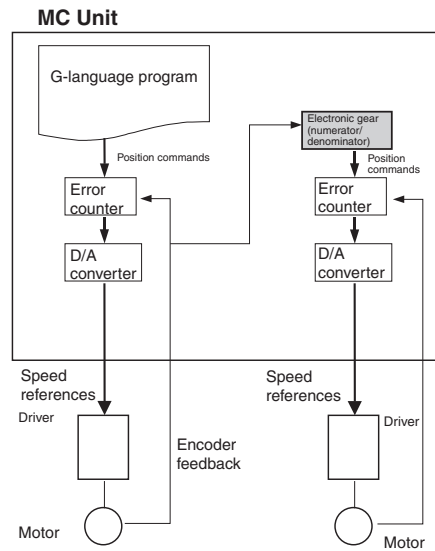 MC Unit
G-language program
Position commands
Error
counter
D/A
converter
Speed
references
Driver
Encoder
feedback
Motor
Electronic gear
(numerator/
denominator)
Position
commands
Error
counter
D/A
converter
Speed
references
Driver
Motor